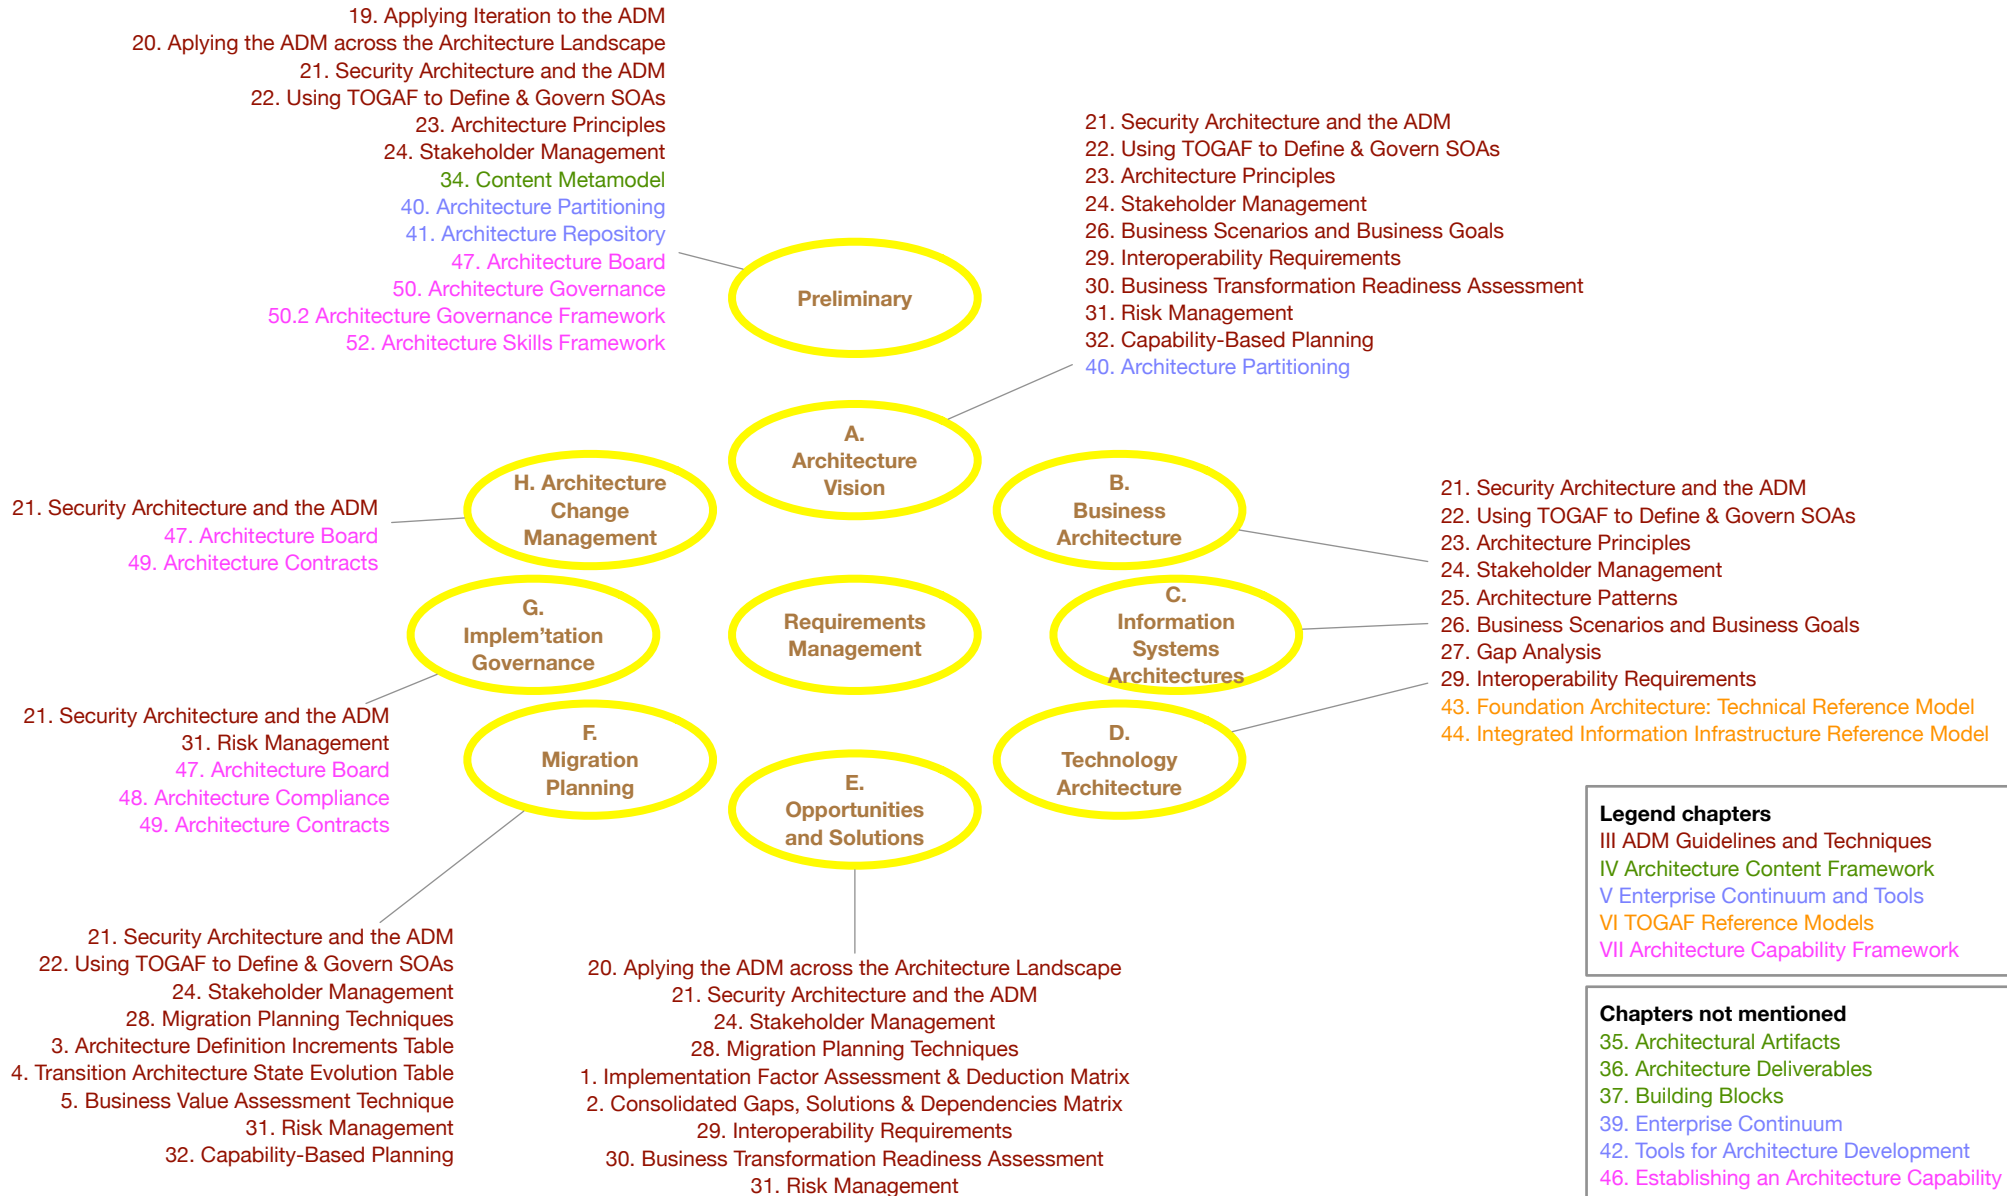 19. Applying Iteration to the ADM
20. Aplying the ADM across the Architecture Landscape
21. Security Architecture and the ADM
22. Using TOGAF to Define & Govern SOAs
23. Architecture Principles
24. Stakeholder Management
34. Content Metamodel
40. Architecture Partitioning
41. Architecture Repository
47. Architecture Board
50. Architecture Governance
50.2 Architecture Governance Framework
52. Architecture Skills Framework
Preliminary
21. Security Architecture and the ADM
22. Using TOGAF to Define & Govern SOAs
23. Architecture Principles
24. Stakeholder Management
26. Business Scenarios and Business Goals
29. Interoperability Requirements
30. Business Transformation Readiness Assessment
31. Risk Management
32. Capability-Based Planning
40. Architecture Partitioning
A.
Architecture
Vision
H. Architecture
Change
Management
B.
Business
Architecture
21. Security Architecture and the ADM
47. Architecture Board
49. Architecture Contracts
21. Security Architecture and the ADM
22. Using TOGAF to Define & Govern SOAs
23. Architecture Principles
24. Stakeholder Management
25. Architecture Patterns
26. Business Scenarios and Business Goals
27. Gap Analysis
29. Interoperability Requirements
43. Foundation Architecture: Technical Reference Model
44. Integrated Information Infrastructure Reference Model
G.
Implem’tation
Governance
Requirements
Management
C.
Information
Systems
Architectures
21. Security Architecture and the ADM
31. Risk Management
47. Architecture Board
48. Architecture Compliance
49. Architecture Contracts
F.
Migration
Planning
E.
Opportunities
and Solutions
D.
Technology
Architecture
21. Security Architecture and the ADM
22. Using TOGAF to Define & Govern SOAs
24. Stakeholder Management
28. Migration Planning Techniques
3. Architecture Definition Increments Table
4. Transition Architecture State Evolution Table
5. Business Value Assessment Technique
31. Risk Management
32. Capability-Based Planning
20. Aplying the ADM across the Architecture Landscape
21. Security Architecture and the ADM
24. Stakeholder Management
28. Migration Planning Techniques
1. Implementation Factor Assessment & Deduction Matrix
2. Consolidated Gaps, Solutions & Dependencies Matrix
29. Interoperability Requirements
30. Business Transformation Readiness Assessment
31. Risk Management
Legend chapters
III ADM Guidelines and Techniques
IV Architecture Content Framework
V Enterprise Continuum and Tools
VI TOGAF Reference Models
VII Architecture Capability Framework
Chapters not mentioned
35. Architectural Artifacts
36. Architecture Deliverables
37. Building Blocks
39. Enterprise Continuum
42. Tools for Architecture Development
46. Establishing an Architecture Capability